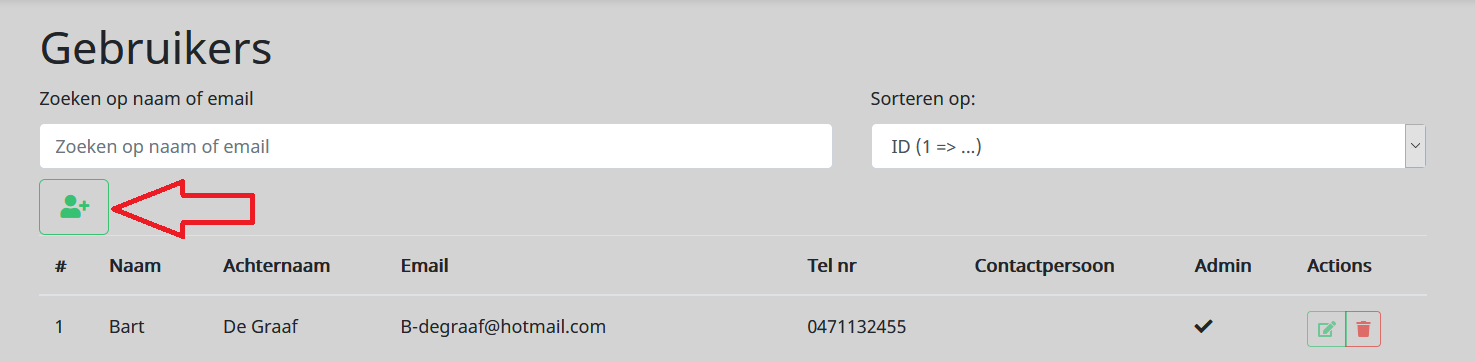 Gebruikers
Zoeken op naam of email
Sorteren op:
Zoeken op naam of email
ID (1 => ...)
# Naam Achternaam Email Tel nr Contactpersoon Admin Actions
1 Bart De Graaf B-degraaf@hotmail.com 0471132455